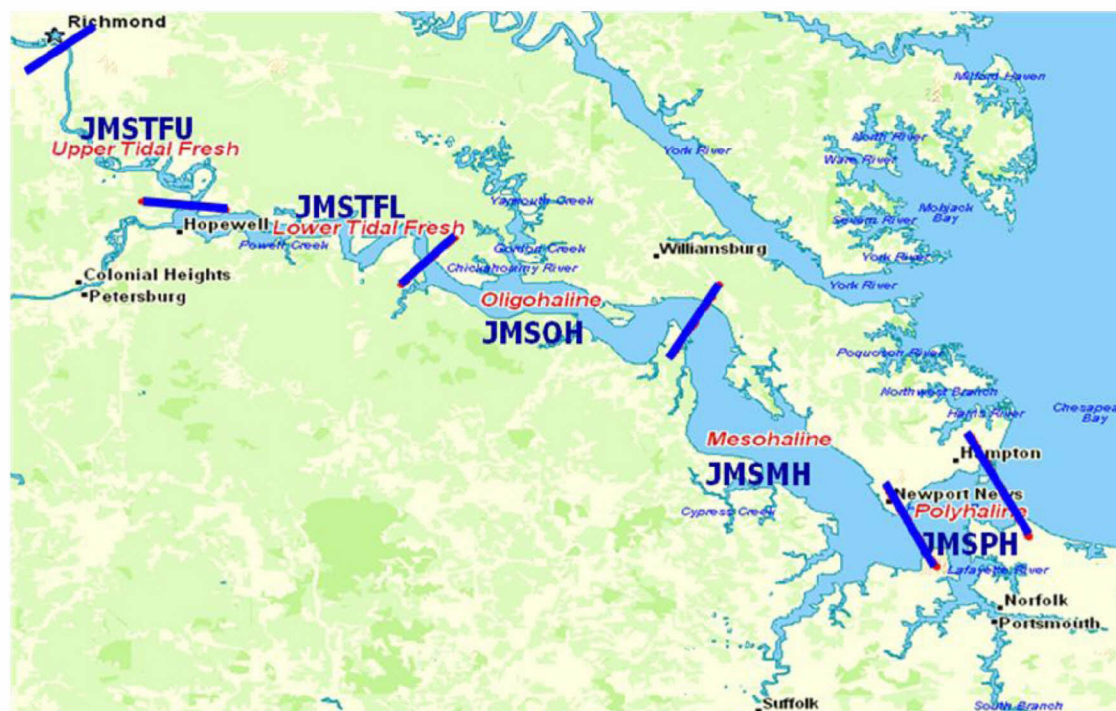 Richmond
Milford Haven
JMSTFU
Upper Tidal Fresh
York River
North River
Ware River
Yarmouth Creek
JMSTFL
Lower Tidal Fresh
Mobjack
Bay
Severn River
Hopewell
Powell Creek
Gordon Creek
Williamsburg
York River
Chickahominy River
Colonial Heights
Petersburg
York River
Oligohaline
JMSOH
Poquoson River
Northwest Branch
Harris River
Chesapea
Bay
Mesohaline
Hampton
JMSMH
Newport News
Cypress Creek
Polyhaline
JMSPH
Lafayette River
Norfolk
Portsmouth
Suffolk
South Branch